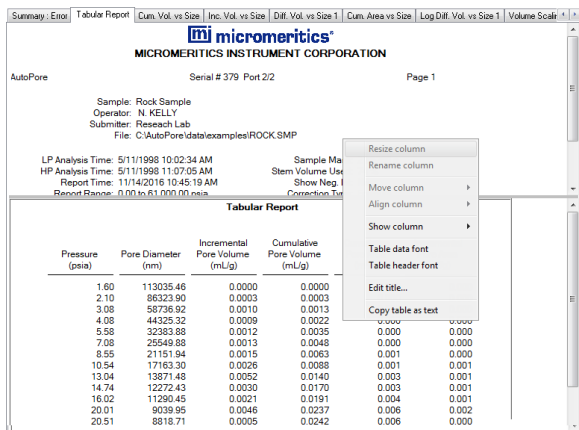 Summary : Error Tabular Report Cum. Vol. vs Size Inc. Vol. vs Size Diff. Vol. vs Size 1 Cum. Area vs Size Log Diff. Vol. vs Size 1 Volume Scalir
mi micromeritics®
MICROMERITICS INSTRUMENT CORPORATION
AutoPore Serial # 379 Port 2/2 Page 1
Sample: Rock Sample
Operator: N. KELLY
Submitter: Reseach Lab
File: C:\AutoPore\data\examples\ROCK.SMP
LP Analysis Time: 5/11/1998 10:02:34 AM Sample Ma
HP Analysis Time: 5/11/1998 11:07:05 AM Stem Volume Use
Report Time: 11/14/2016 10:45:19 AM Show Neg. I
Report Range: 0.00 to 61,000.00 psia Correction Typ
Resize column
Rename column
Move column
Align column
Show column
Table data font
Table header font
Edit title...
Copy table as text
Tabular Report
Pressure (psia) Pore Diameter (nm) Incremental Pore Volume (mL/g) Cumulative Pore Volume (mL/g)
1.60 113035.46 0.0000 0.0000
2.10 86323.90 0.0003 0.0003
3.08 58736.92 0.0010 0.0013
4.08 44325.32 0.0009 0.0022 0.000 0.000
5.58 32383.88 0.0012 0.0035 0.000 0.000
7.08 25549.88 0.0013 0.0048 0.000 0.000
8.55 21151.94 0.0015 0.0063 0.001 0.000
10.54 17163.30 0.0026 0.0088 0.001 0.001
13.04 13871.48 0.0052 0.0140 0.003 0.001
14.74 12272.43 0.0030 0.0170 0.003 0.001
16.02 11290.45 0.0021 0.0191 0.004 0.001
20.01 9039.95 0.0046 0.0237 0.006 0.002
20.51 8818.71 0.0005 0.0242 0.006 0.000